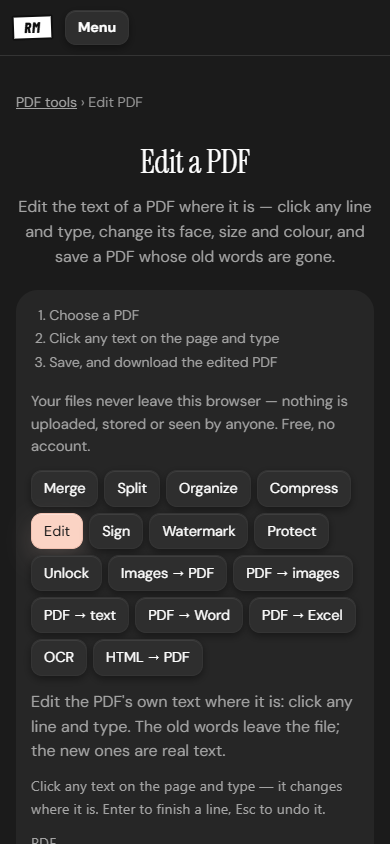 RM
Menu
PDF tools › Edit PDF
Edit a PDF
Edit the text of a PDF where it is — click any line
and type, change its face, size and colour, and
save a PDF whose old words are gone.
1. Choose a PDF
2. Click any text on the page and type
3. Save, and download the edited PDF
Your files never leave this browser — nothing is
uploaded, stored or seen by anyone. Free, no
account.
Merge Split Organize Compress
Edit Sign Watermark Protect
Unlock Images → PDF PDF → images
PDF → text PDF → Word PDF → Excel
OCR HTML → PDF
Edit the PDF's own text where it is: click any
line and type. The old words leave the file;
the new ones are real text.
Click any text on the page and type — it changes
where it is. Enter to finish a line, Esc to undo it.
PDF